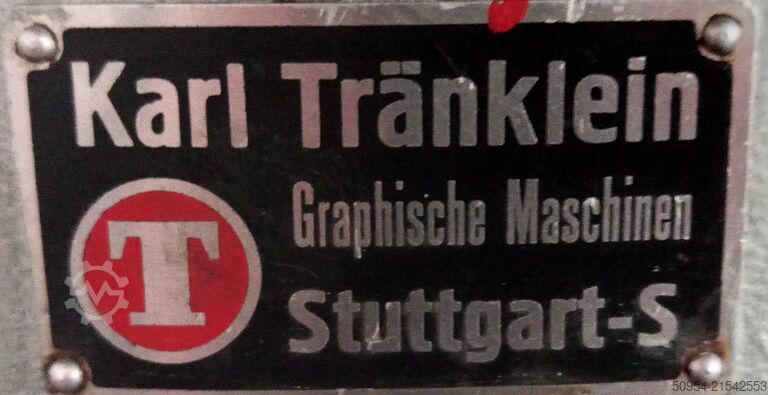 Karl Tränklein
T
Graphische Maschinen
Stuttgart-S
50954-21542553